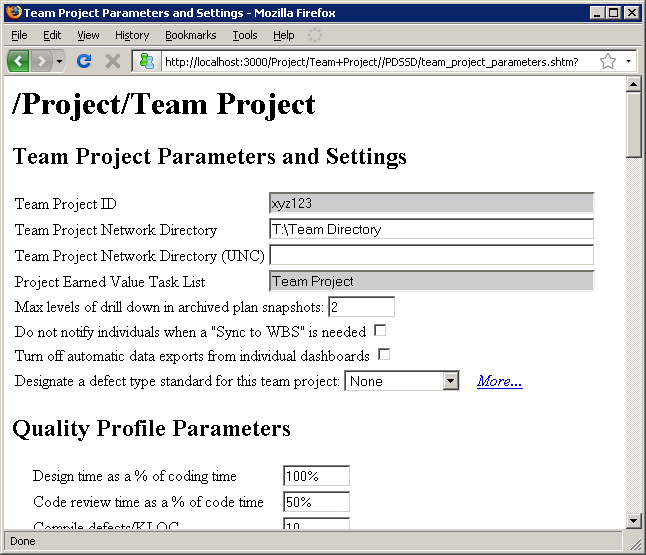 Team Project Parameters and Settings - Mozilla Firefox
File Edit View History Bookmarks Tools Help
http://localhost:3000/Project/Team+Project//PDSSD/team_project_parameters.shtm?
/Project/Team Project
Team Project Parameters and Settings
Team Project ID xyz123
Team Project Network Directory T:\Team Directory
Team Project Network Directory (UNC)
Project Earned Value Task List Team Project
Max levels of drill down in archived plan snapshots: 2
Do not notify individuals when a "Sync to WBS" is needed
Turn off automatic data exports from individual dashboards
Designate a defect type standard for this team project: None More...
Quality Profile Parameters
Design time as a % of coding time 100%
Code review time as a % of code time 50%
Compile defects/KLOC 10
Done